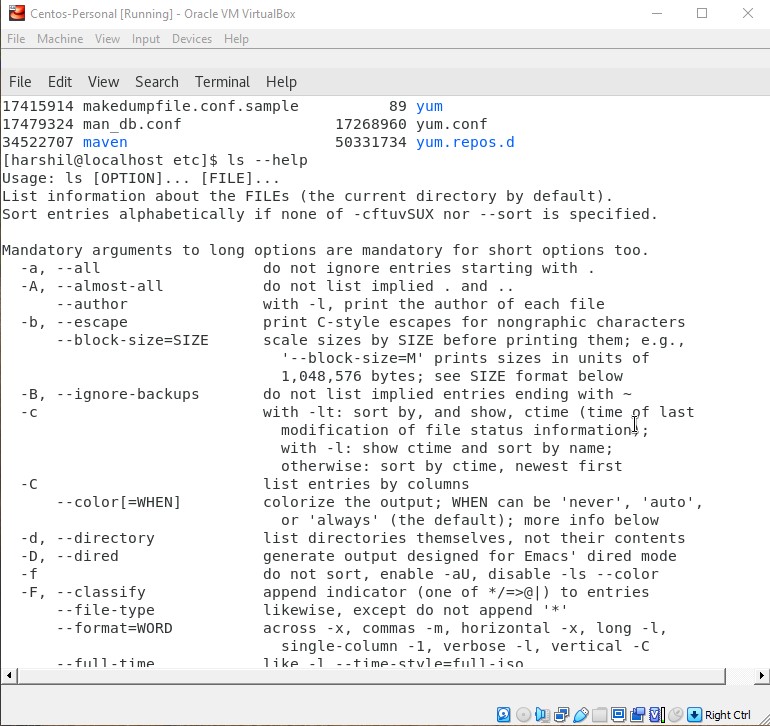 Centos-Personal [Running] - Oracle VM VirtualBox
File Machine View Input Devices Help
File Edit View Search Terminal Help
17415914 makedumpfile.conf.sample 89 yum
17479324 man_db.conf 17268960 yum.conf
34522707 maven 50331734 yum.repos.d
[harshil@localhost etc]$ ls --help
Usage: ls [OPTION]... [FILE]...
List information about the FILEs (the current directory by default).
Sort entries alphabetically if none of -cftuvSUX nor --sort is specified.
Mandatory arguments to long options are mandatory for short options too.
-a, --all do not ignore entries starting with .
-A, --almost-all do not list implied . and ..
--author with -l, print the author of each file
-b, --escape print C-style escapes for nongraphic characters
--block-size=SIZE scale sizes by SIZE before printing them; e.g.,
'--block-size=M' prints sizes in units of
1,048,576 bytes; see SIZE format below
-B, --ignore-backups do not list implied entries ending with ~
-c with -lt: sort by, and show, ctime (time of last
modification of file status information);
with -l: show ctime and sort by name;
otherwise: sort by ctime, newest first
-C list entries by columns
--color[=WHEN] colorize the output; WHEN can be 'never', 'auto',
or 'always' (the default); more info below
-d, --directory list directories themselves, not their contents
-D, --dired generate output designed for Emacs' dired mode
-f do not sort, enable -aU, disable -ls --color
-F, --classify append indicator (one of */=>@|) to entries
--file-type likewise, except do not append '*'
--format=WORD across -x, commas -m, horizontal -x, long -l,
single-column -1, verbose -l, vertical -C
--full-time like -l --time-style=full-iso
Right Ctrl